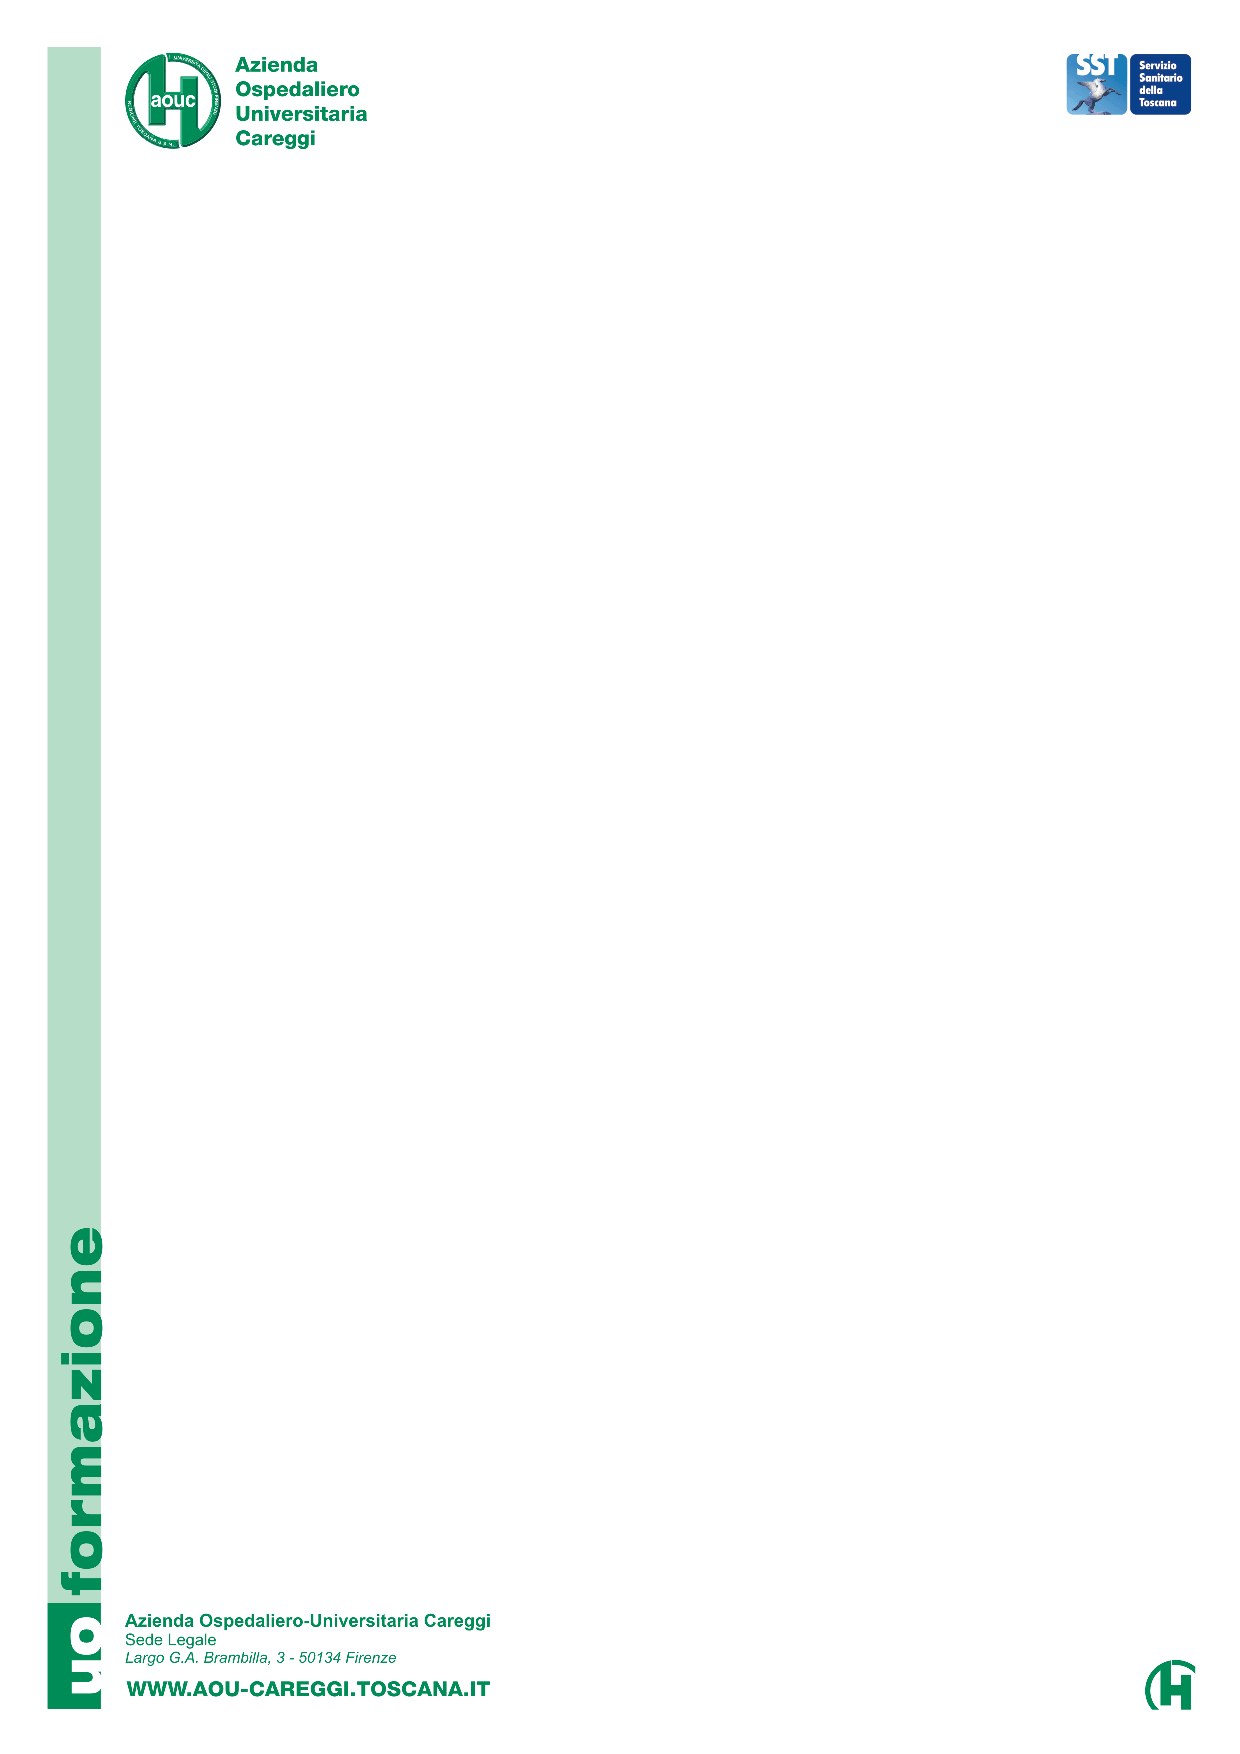 aouc
Azienda
Ospedaliero
Universitaria
Careggi
SST
Servizio
Sanitario
della
Toscana
uo formazione
Azienda Ospedaliero-Universitaria Careggi
Sede Legale
Largo G.A. Brambilla, 3 - 50134 Firenze
WWW.AOU-CAREGGI.TOSCANA.IT